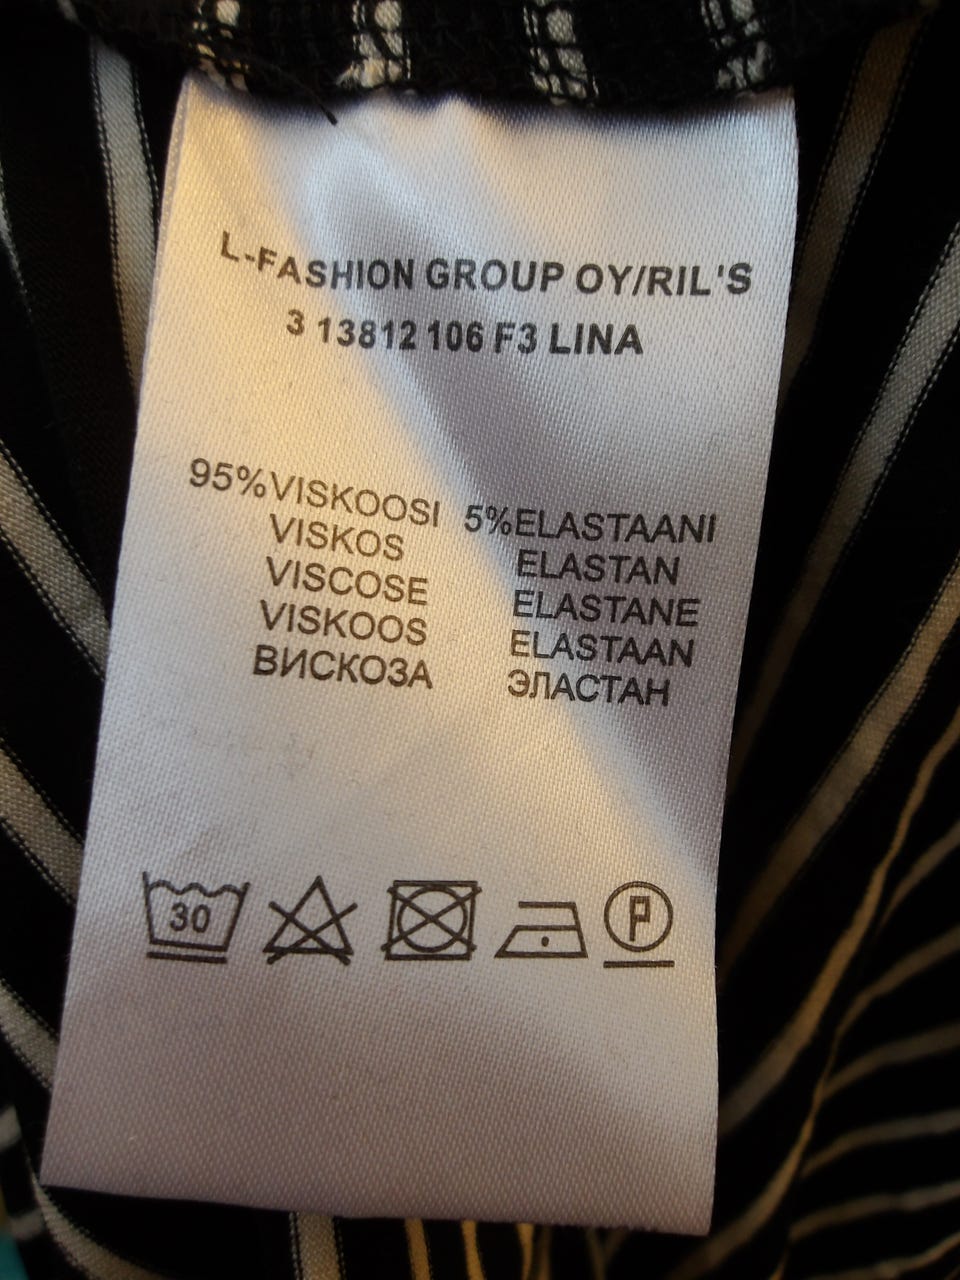 L-FASHION GROUP OY/RIL'S
3 13812 106 F3 LINA
95%VISKOOSI 5%ELASTAANI
VISKOS ELASTAN
VISCOSE ELASTANE
VISKOOS ELASTAAN
ВИСКОЗА ЭЛАСТАН
30 P